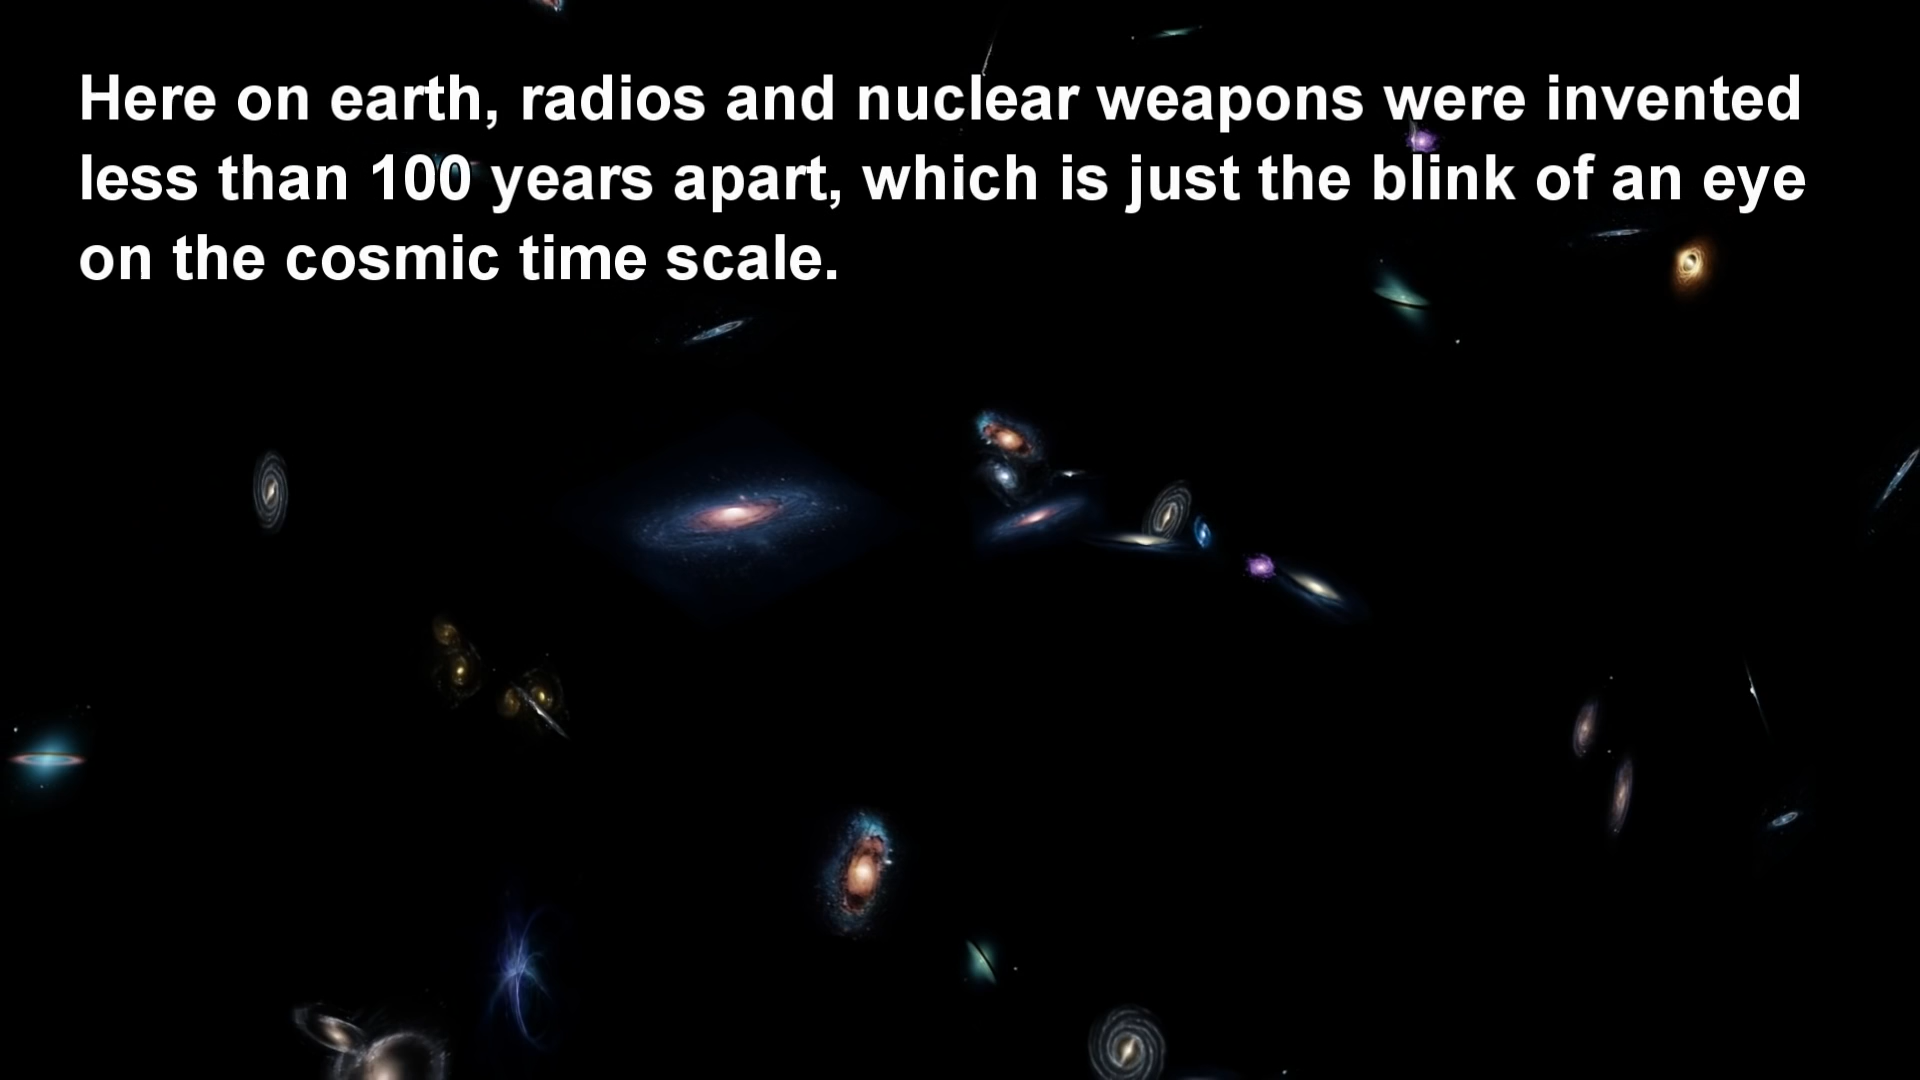 Here on earth, radios and nuclear weapons were invented
less than 100 years apart, which is just the blink of an eye
on the cosmic time scale.